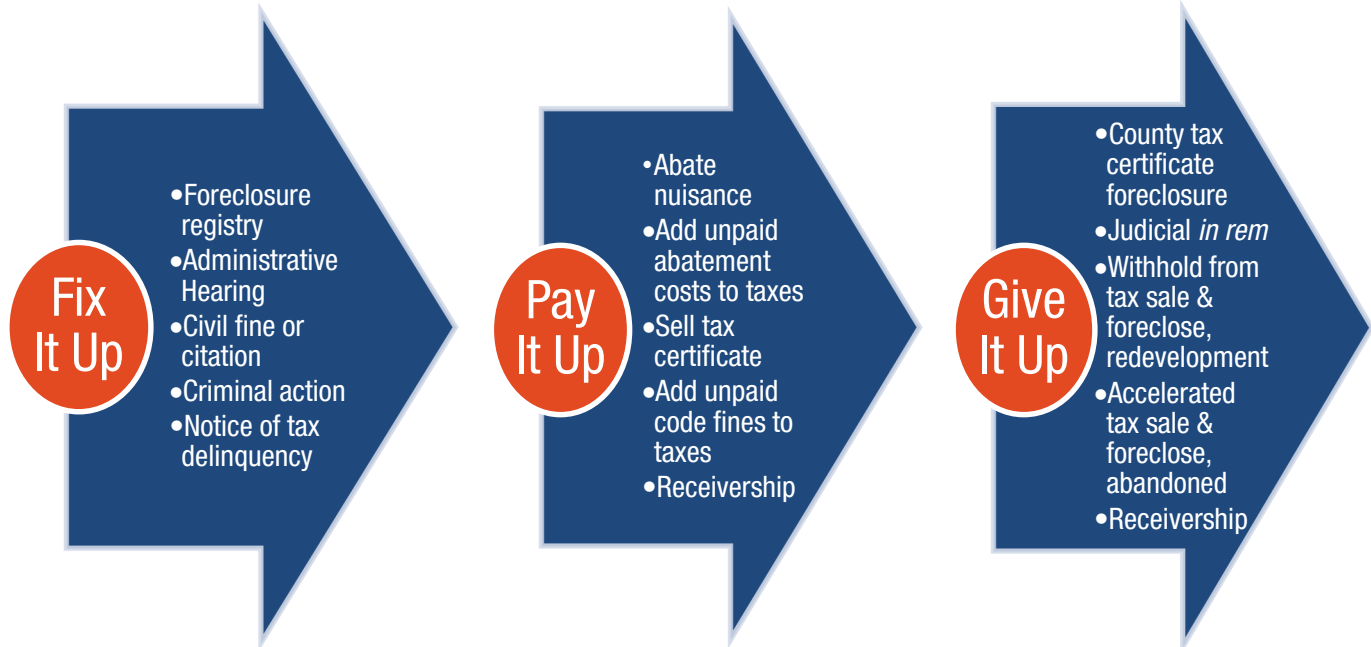 Fix
It Up
•Foreclosure
registry
•Administrative
Hearing
•Civil fine or
citation
•Criminal action
•Notice of tax
delinquency
Pay
It Up
•Abate
nuisance
•Add unpaid
abatement
costs to taxes
•Sell tax
certificate
•Add unpaid
code fines to
taxes
•Receivership
Give
It Up
•County tax
certificate
foreclosure
•Judicial in rem
•Withhold from
tax sale &
foreclose,
redevelopment
•Accelerated
tax sale &
foreclose,
abandoned
•Receivership